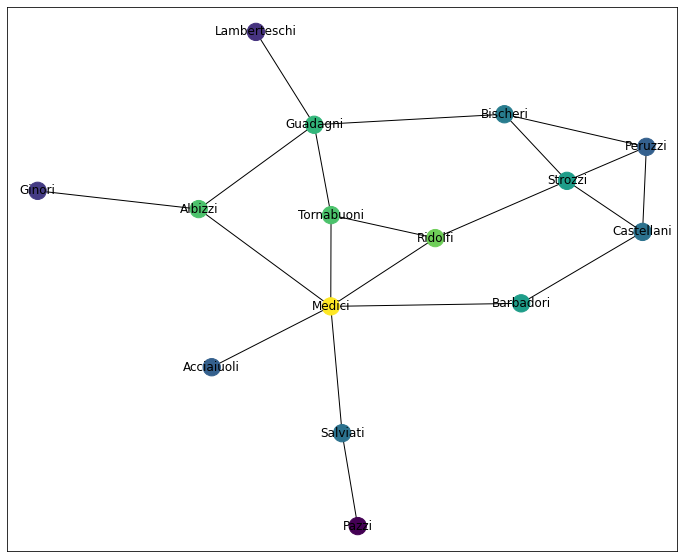 Lamberteschi
Bischeri
Guadagni
Peruzzi
Strozzi
Ginori
Albizzi
Tornabuoni
Castellani
Ridolfi
Barbadori
Medici
Acciaiuoli
Salviati
Pazzi